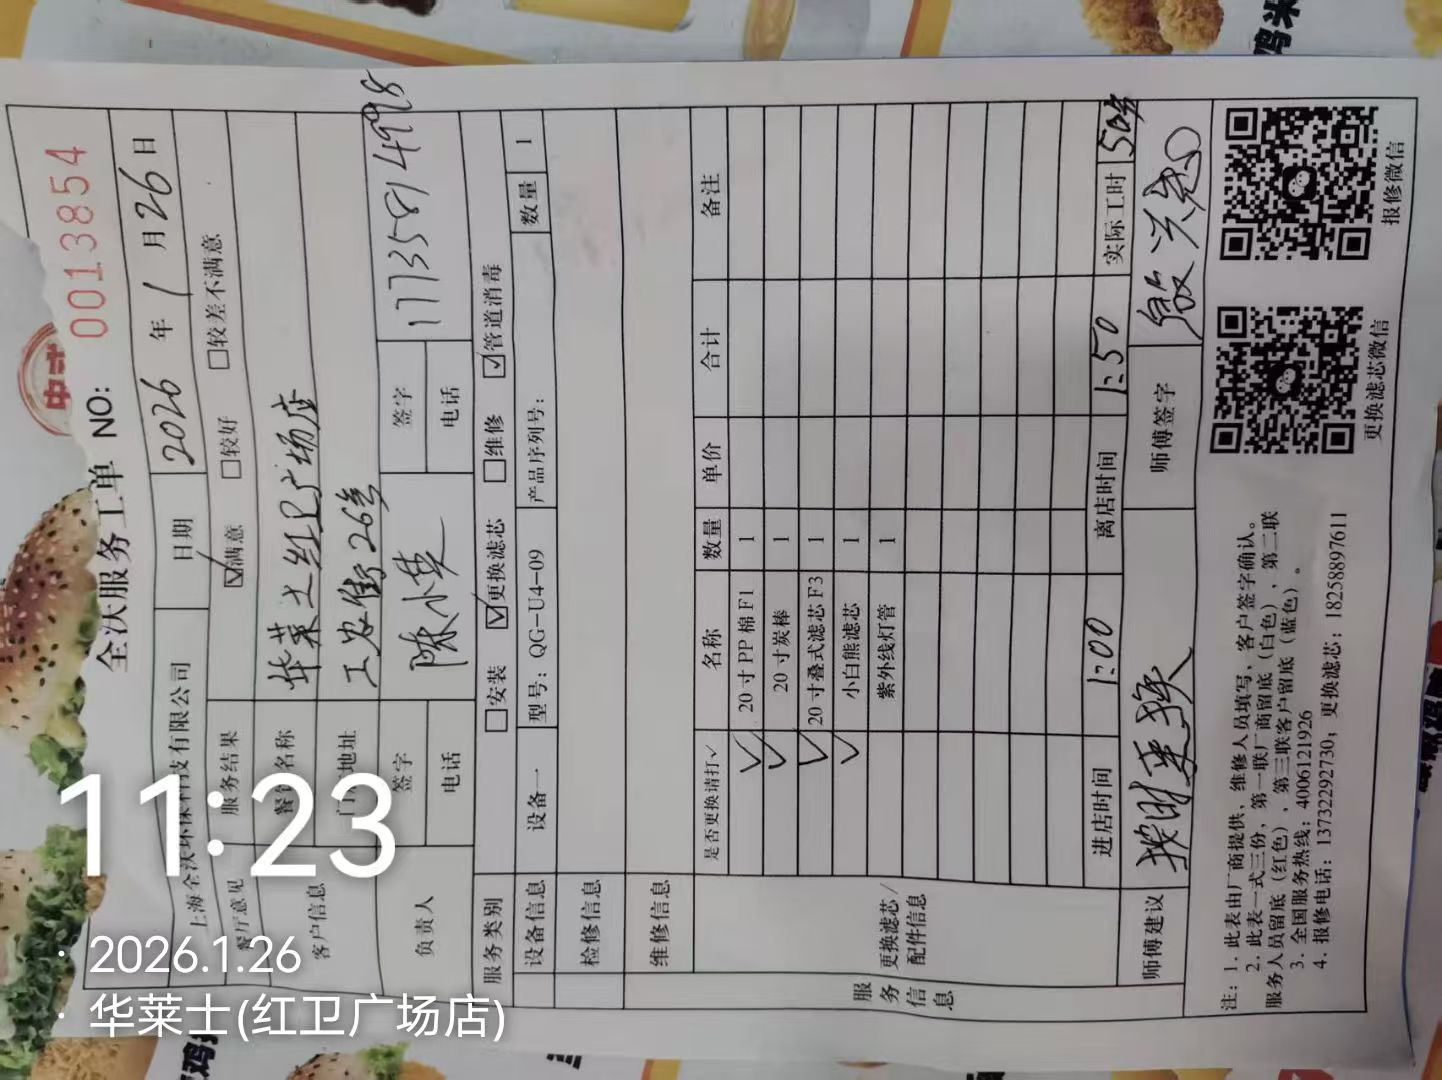 全沃服务工单 NO: 0013854
上海全沃环保科技有限公司 日期 2026 年 1 月 26 日
餐厅意见 服务结果 ☑满意 □较好 □较差不满意
客户信息 餐厅名称 华莱士红卫广场店
门店地址 工农街26号
负责人 签字 陈小英 签字
电话 电话 17735814998
服务类别 □安装 ☑更换滤芯 □维修 ☑管道消毒
设备信息 设备一 型号：QG-U4-09 产品序列号： 数量 1
检修信息
维修信息
服务信息
更换滤芯/配件信息
是否更换请打✓ 名称 数量 单价 合计 备注
✓ 20 寸 PP 棉 F1 1
✓ 20 寸炭棒 1
✓ 20 寸叠式滤芯 F3 1
✓ 小白熊滤芯 1
紫外线灯管 1
进店时间 1:00 离店时间 1:50 实际工时 50分
师傅建议 按时更换 师傅签字
注：1. 此表由厂商提供，维修人员填写，客户签字确认。
2. 此表一式三份，第一联厂商留底（白色），第二联
服务人员留底（红色），第三联客户留底（蓝色）。
3. 全国服务热线：4006121926
4. 报修电话：13732292730；更换滤芯：18258897611
更换滤芯微信
报修微信
11:23
2026.1.26
华莱士(红卫广场店)